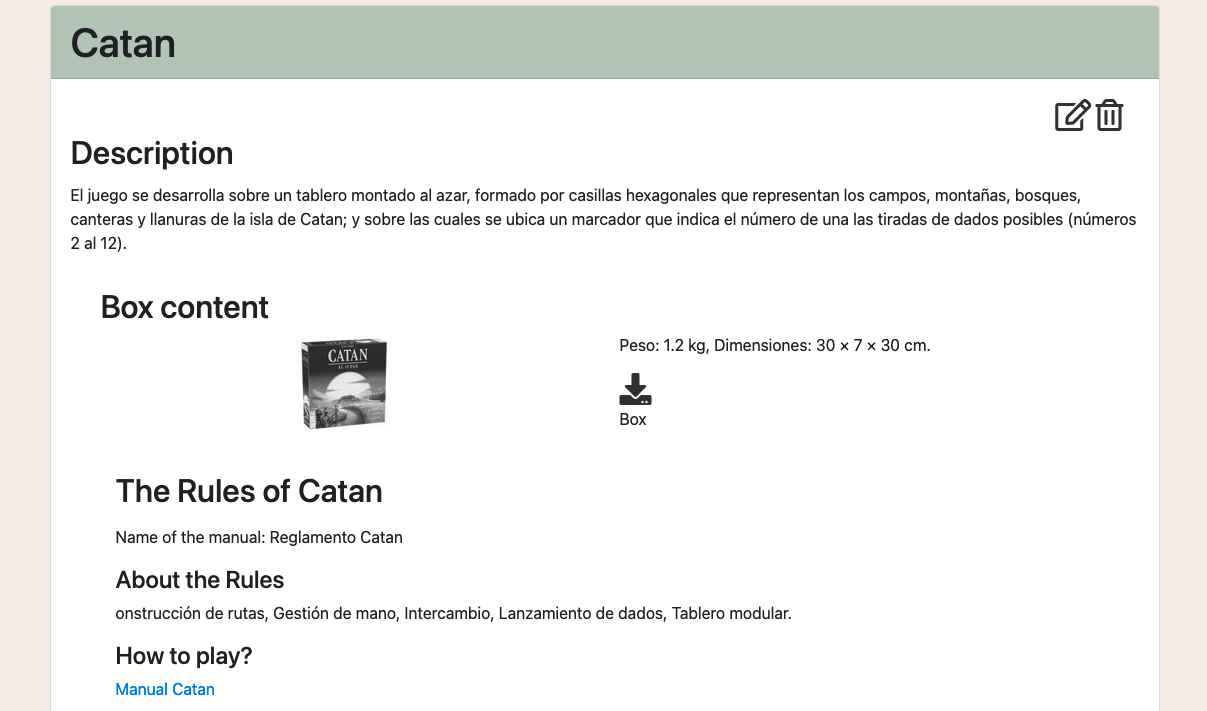 Catan
Description
El juego se desarrolla sobre un tablero montado al azar, formado por casillas hexagonales que representan los campos, montañas, bosques,
canteras y llanuras de la isla de Catan; y sobre las cuales se ubica un marcador que indica el número de una las tiradas de dados posibles (números
2 al 12).
Box content
CATAN
EL JUEGO
Peso: 1.2 kg, Dimensiones: 30 × 7 × 30 cm.
Box
The Rules of Catan
Name of the manual: Reglamento Catan
About the Rules
onstrucción de rutas, Gestión de mano, Intercambio, Lanzamiento de dados, Tablero modular.
How to play?
Manual Catan